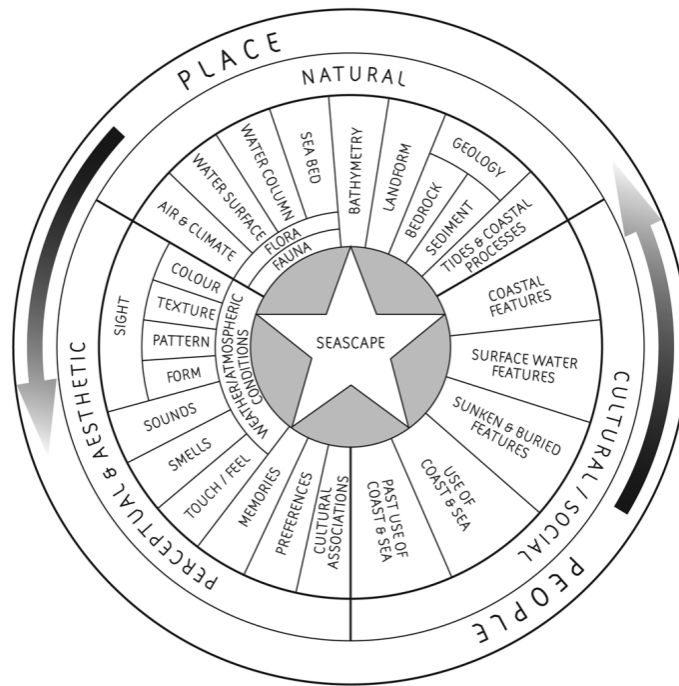 PLACE
NATURAL
AIR & CLIMATE
WATER SURFACE
WATER COLUMN
SEA BED
FLORA
FAUNA
BATHYMETRY
LANDFORM
GEOLOGY
BEDROCK
SEDIMENT
TIDES & COASTAL
PROCESSES
CULTURAL / SOCIAL
COASTAL
FEATURES
SURFACE WATER
FEATURES
SUNKEN & BURIED
FEATURES
USE OF
COAST & SEA
PAST USE OF
COAST & SEA
PEOPLE
PERCEPTUAL & AESTHETIC
CULTURAL
ASSOCIATIONS
PREFERENCES
MEMORIES
TOUCH / FEEL
SMELLS
SOUNDS
SIGHT
FORM
PATTERN
TEXTURE
COLOUR
WEATHER/ATMOSPHERIC
CONDITIONS
SEASCAPE